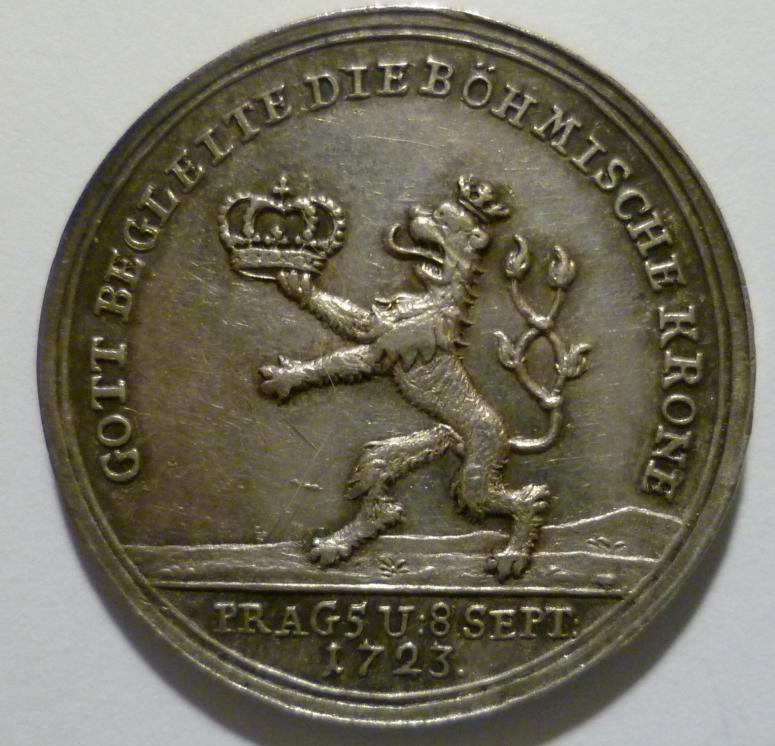 GOTT BEGLEITE DIE BÖHMISCHE KRONE
PRAG 5 U: 8 SEPT:
1723.